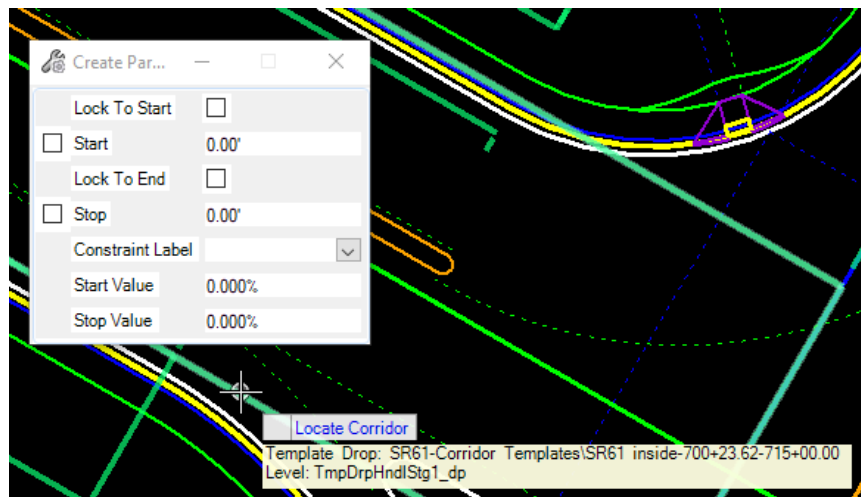 Create Par...
Lock To Start
Start 0.00'
Lock To End
Stop 0.00'
Constraint Label
Start Value 0.000%
Stop Value 0.000%
Locate Corridor
Template Drop: SR61-Corridor Templates\SR61 inside-700+23.62-715+00.00
Level: TmpDrpHndlStg1_dp